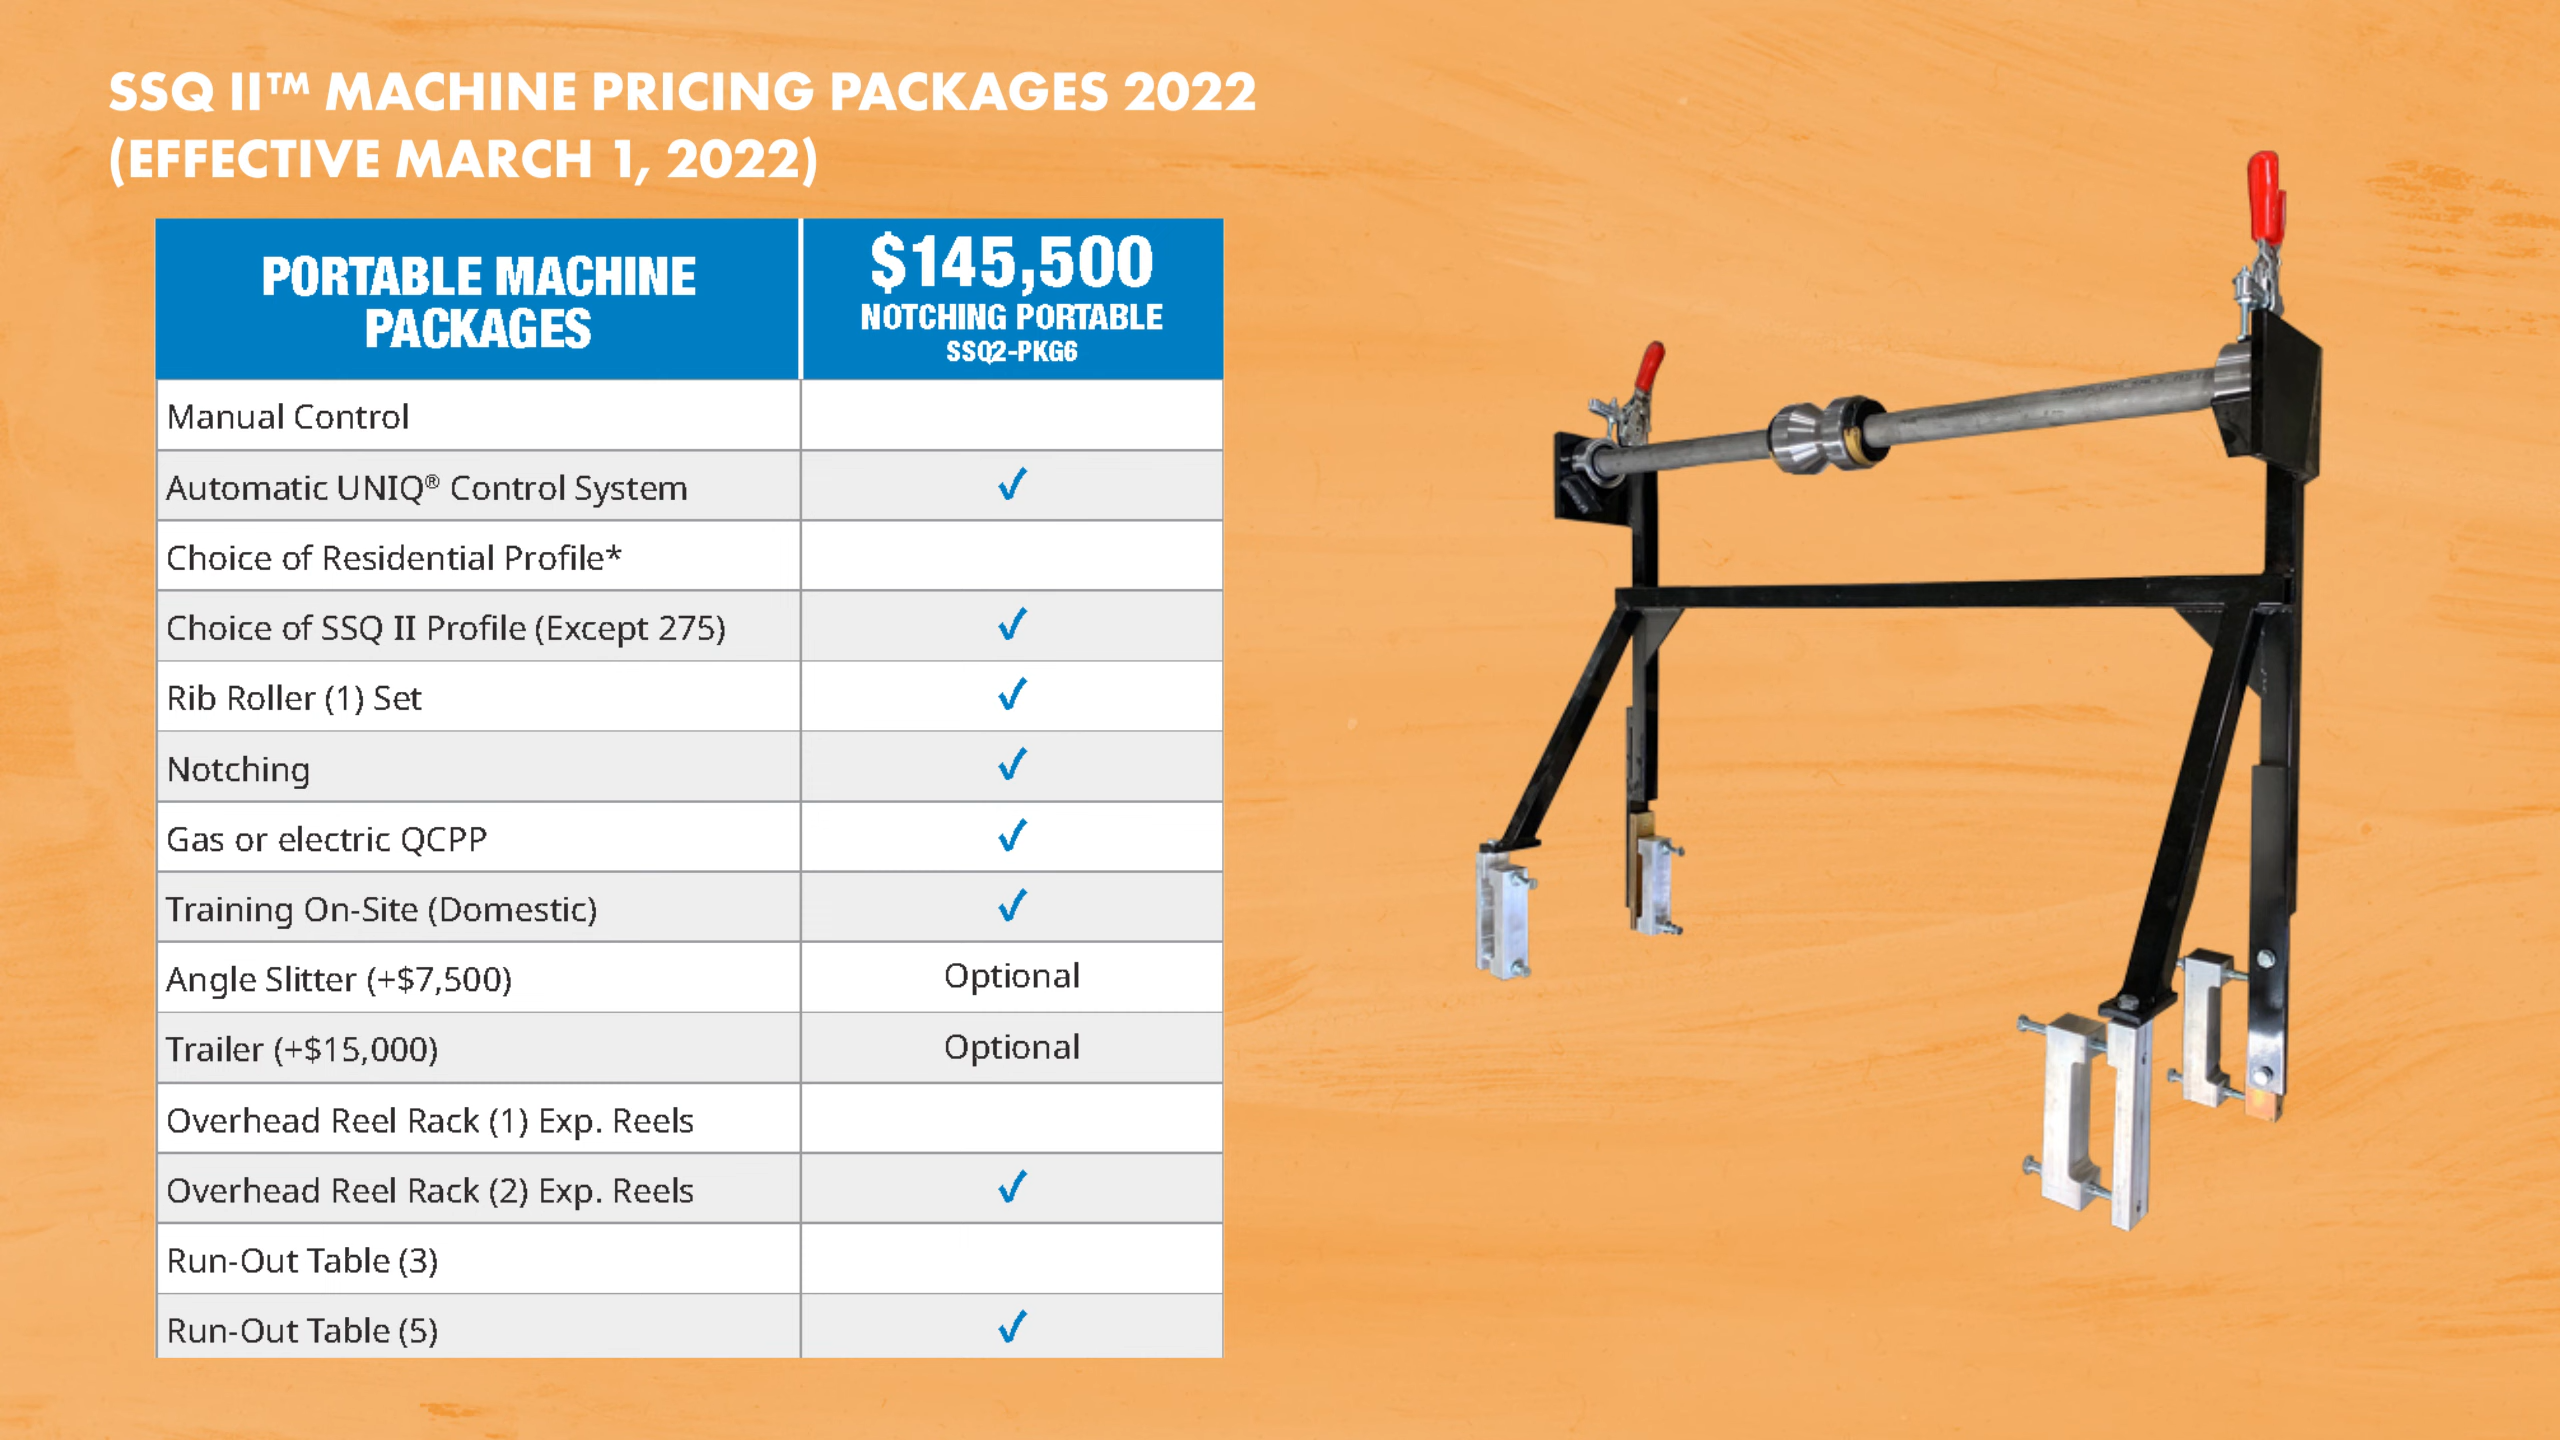 SSQ II™ MACHINE PRICING PACKAGES 2022
(EFFECTIVE MARCH 1, 2022)
PORTABLE MACHINE
PACKAGES
$145,500
NOTCHING PORTABLE
SSQ2-PKG6
Manual Control
Automatic UNIQ® Control System ✓
Choice of Residential Profile*
Choice of SSQ II Profile (Except 275) ✓
Rib Roller (1) Set ✓
Notching ✓
Gas or electric QCPP ✓
Training On-Site (Domestic) ✓
Angle Slitter (+$7,500) Optional
Trailer (+$15,000) Optional
Overhead Reel Rack (1) Exp. Reels
Overhead Reel Rack (2) Exp. Reels ✓
Run-Out Table (3)
Run-Out Table (5) ✓